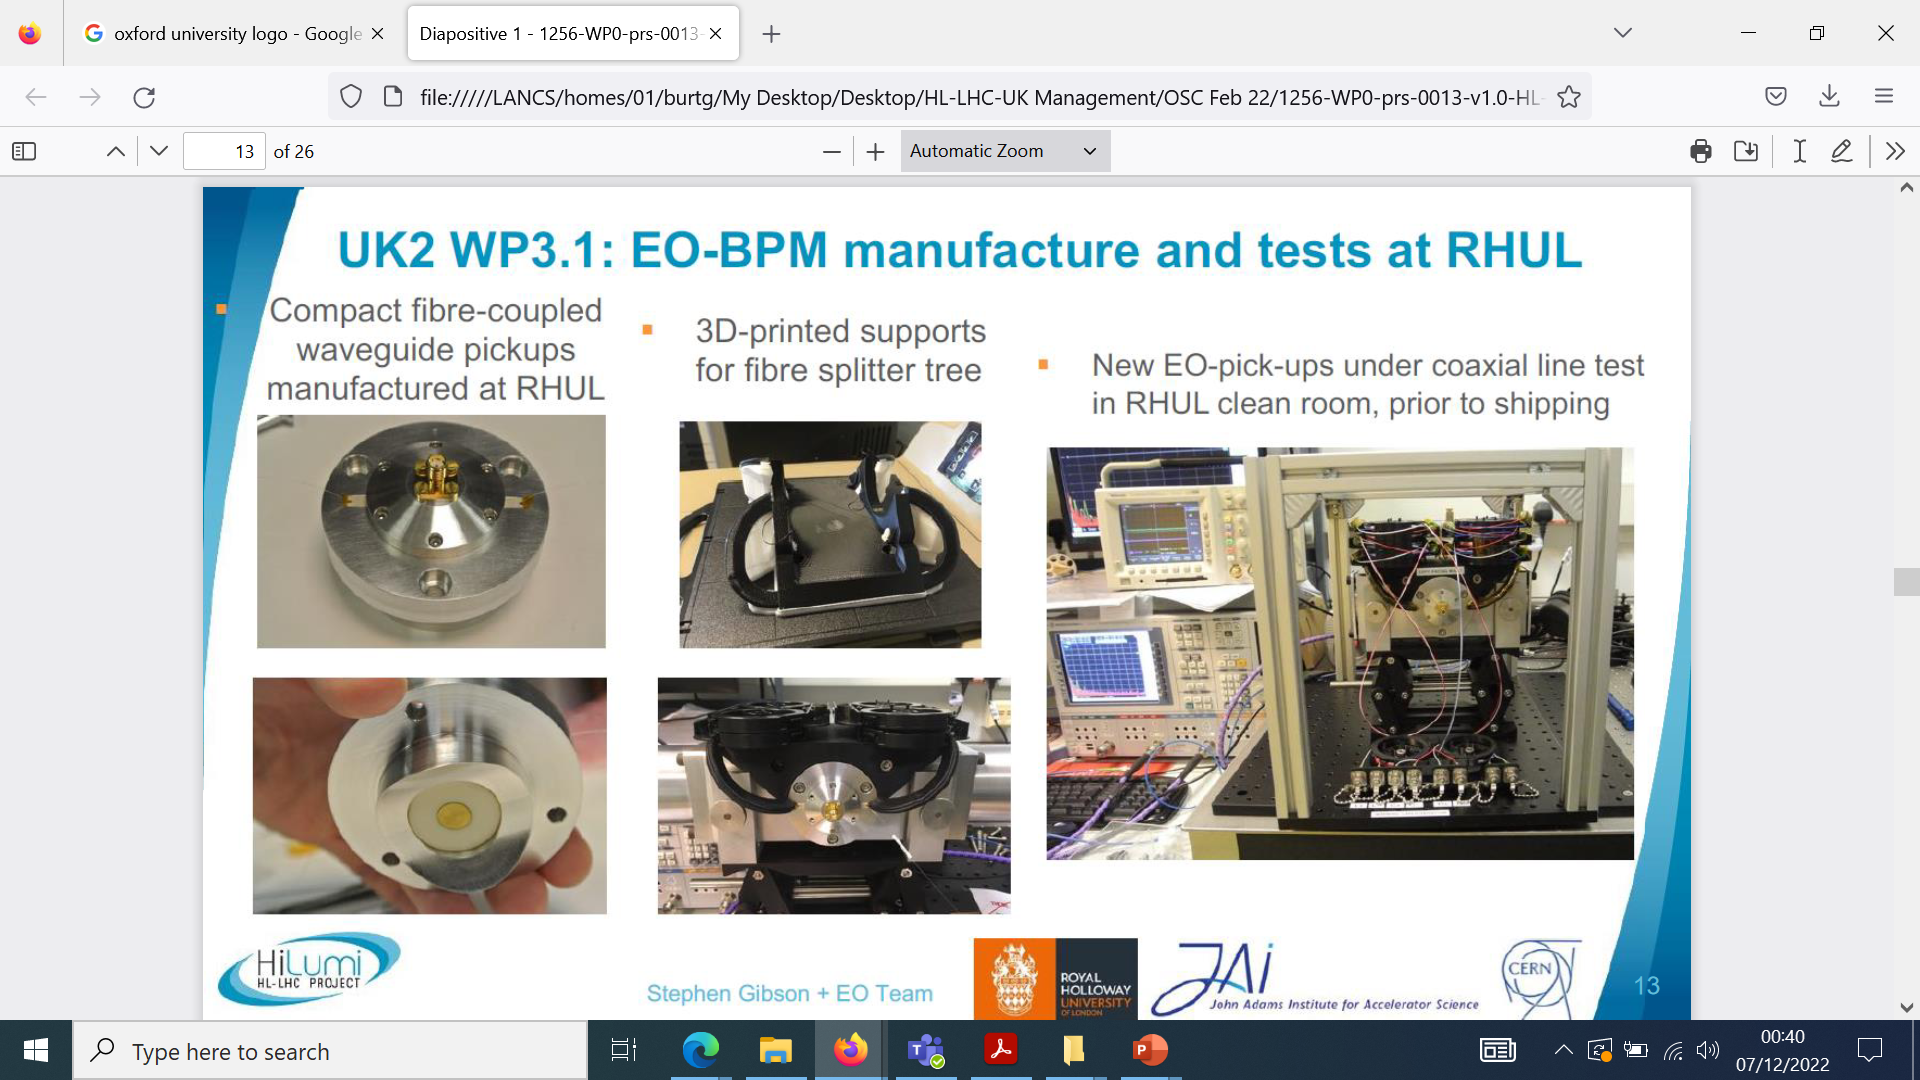 oxford university logo - Google
Diapositive 1 - 1256-WP0-prs-0013-
file://///LANCS/homes/01/burtg/My Desktop/Desktop/HL-LHC-UK Management/OSC Feb 22/1256-WP0-prs-0013-v1.0-HL-
13 of 26
Automatic Zoom
UK2 WP3.1: EO-BPM manufacture and tests at RHUL
Compact fibre-coupled
waveguide pickups
manufactured at RHUL
3D-printed supports
for fibre splitter tree
New EO-pick-ups under coaxial line test
in RHUL clean room, prior to shipping
HiLumi
HL-LHC PROJECT
Stephen Gibson + EO Team
ROYAL
HOLLOWAY
UNIVERSITY
OF LONDON
JAi
John Adams Institute for Accelerator Science
CERN
13
Type here to search
00:40
07/12/2022